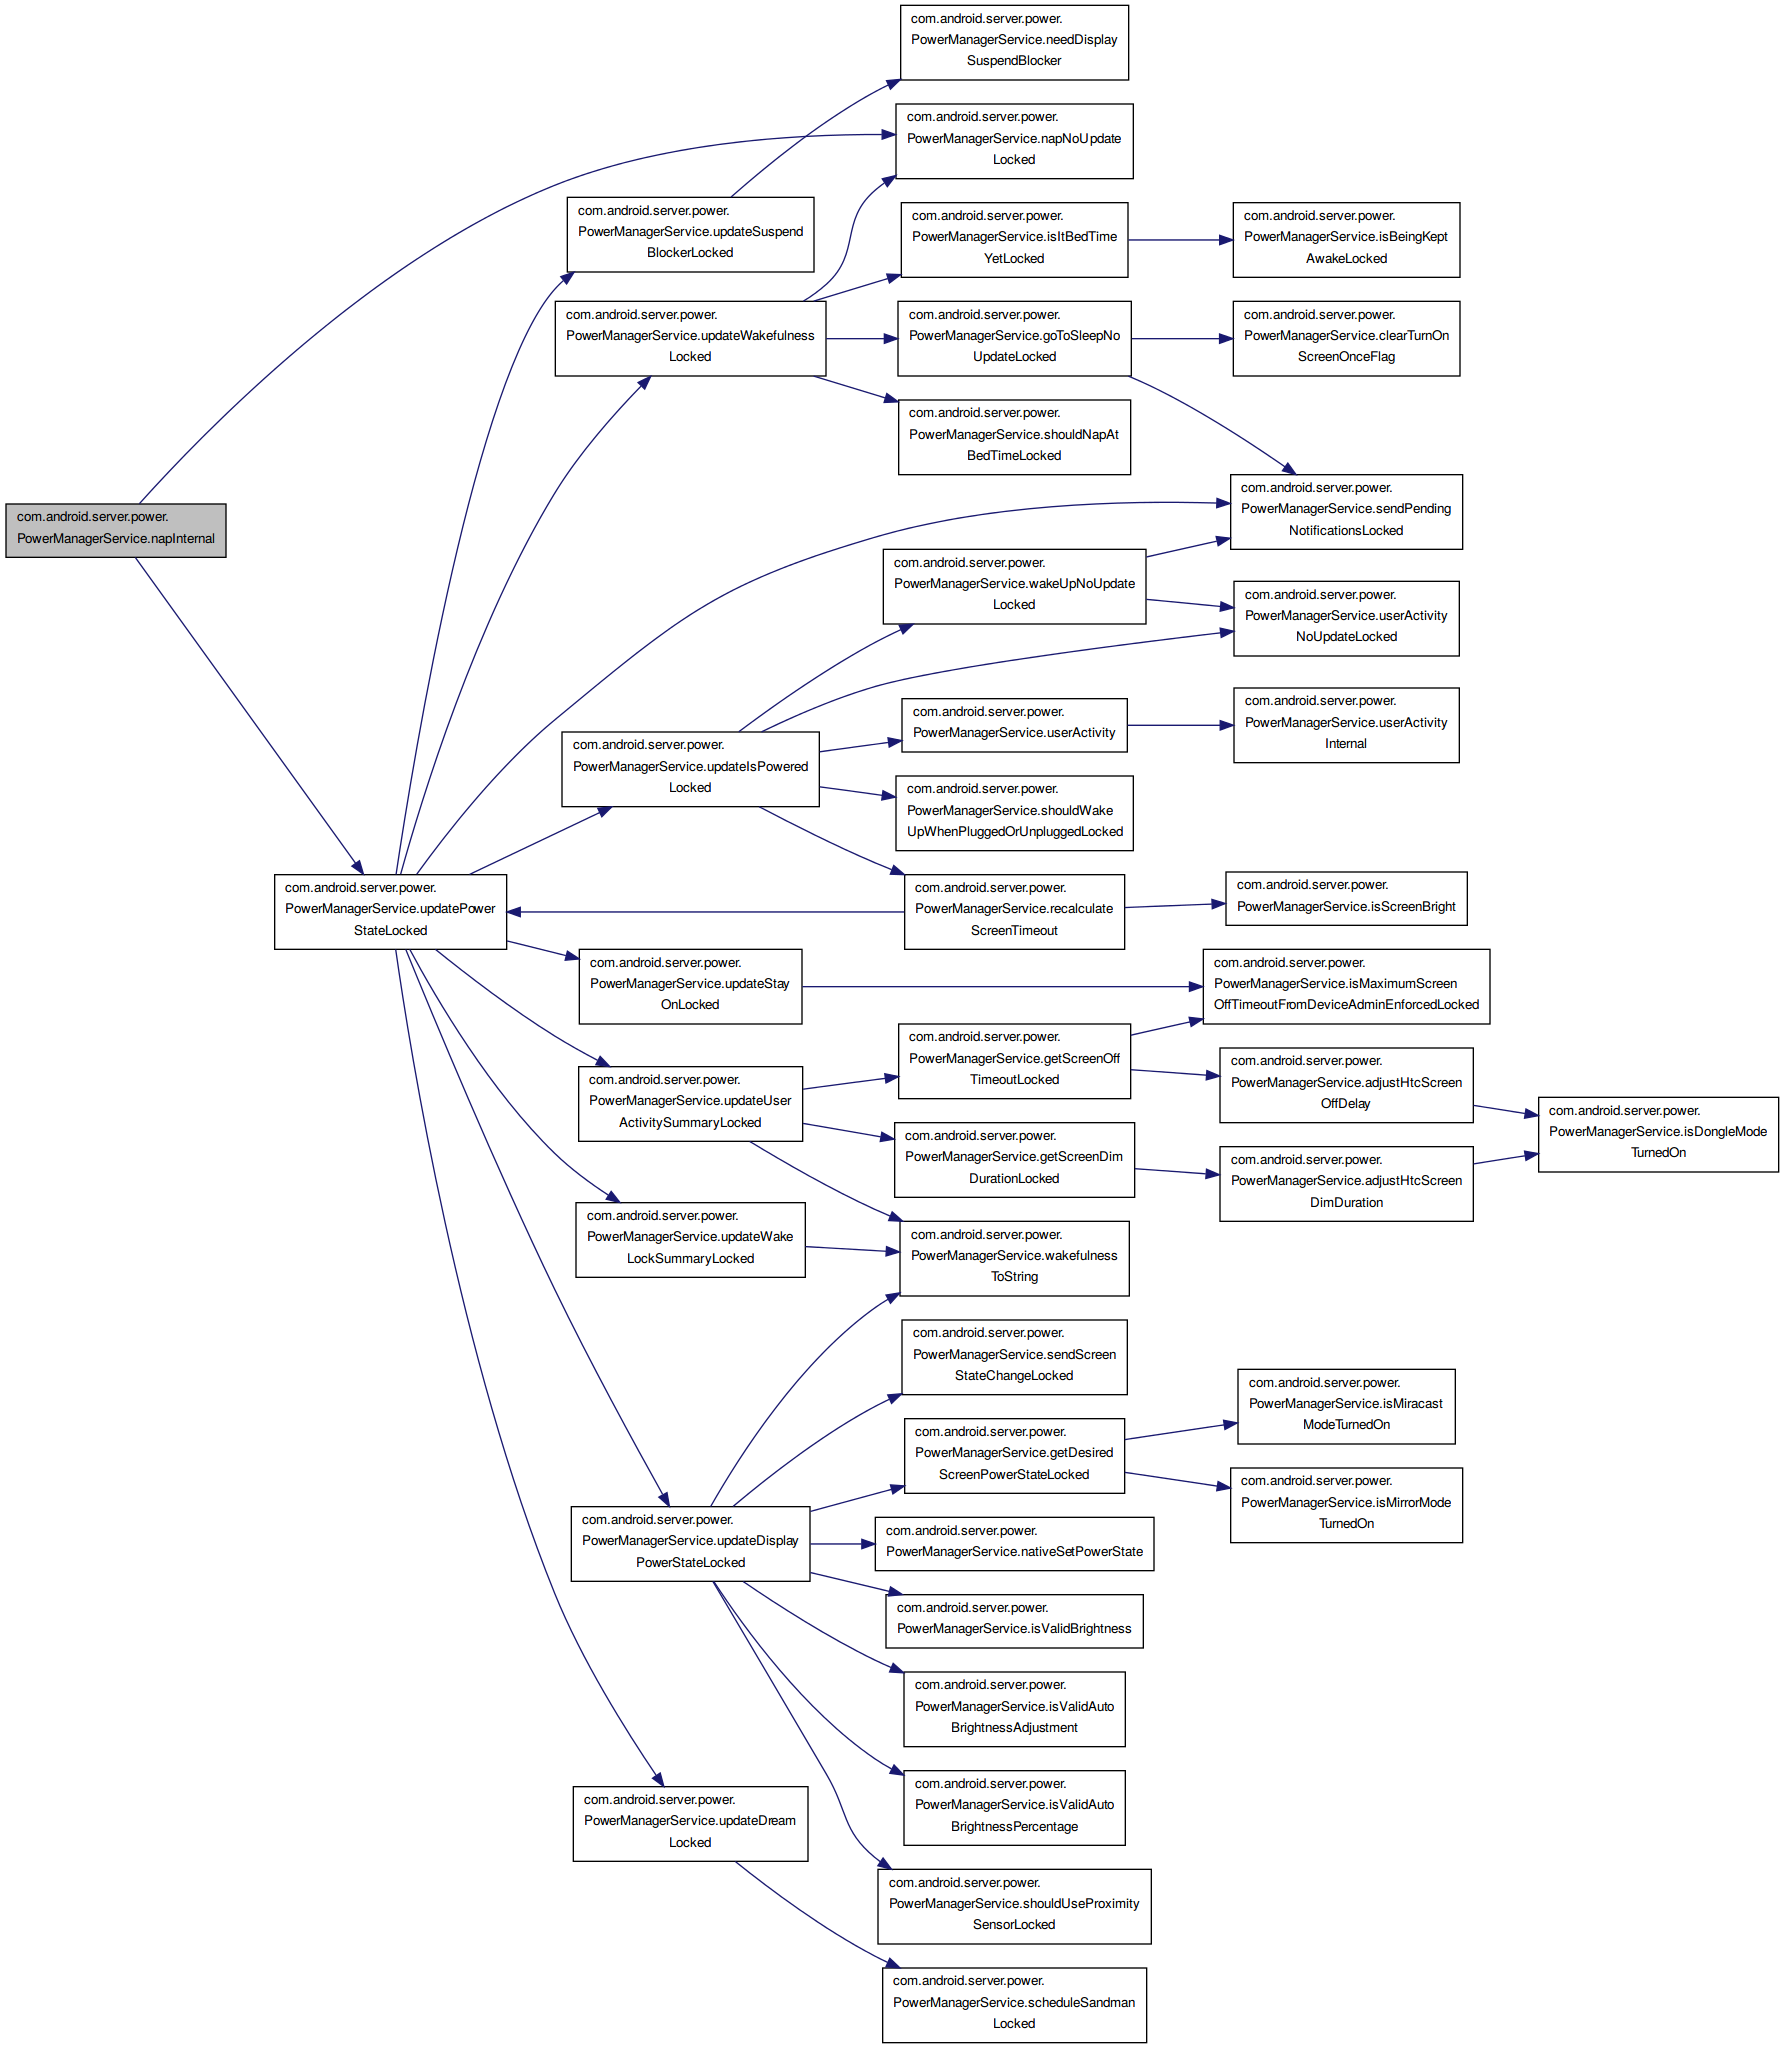 com.android.server.power.
PowerManagerService.needDisplay
SuspendBlocker
com.android.server.power.
PowerManagerService.napNoUpdate
Locked
com.android.server.power.
PowerManagerService.updateSuspend
BlockerLocked
com.android.server.power.
PowerManagerService.isItBedTime
YetLocked
com.android.server.power.
PowerManagerService.isBeingKept
AwakeLocked
com.android.server.power.
PowerManagerService.updateWakefulness
Locked
com.android.server.power.
PowerManagerService.goToSleepNo
UpdateLocked
com.android.server.power.
PowerManagerService.clearTurnOn
ScreenOnceFlag
com.android.server.power.
PowerManagerService.shouldNapAt
BedTimeLocked
com.android.server.power.
PowerManagerService.napInternal
com.android.server.power.
PowerManagerService.sendPending
NotificationsLocked
com.android.server.power.
PowerManagerService.wakeUpNoUpdate
Locked
com.android.server.power.
PowerManagerService.userActivity
NoUpdateLocked
com.android.server.power.
PowerManagerService.updateIsPowered
Locked
com.android.server.power.
PowerManagerService.userActivity
com.android.server.power.
PowerManagerService.userActivity
Internal
com.android.server.power.
PowerManagerService.shouldWake
UpWhenPluggedOrUnpluggedLocked
com.android.server.power.
PowerManagerService.updatePower
StateLocked
com.android.server.power.
PowerManagerService.recalculate
ScreenTimeout
com.android.server.power.
PowerManagerService.isScreenBright
com.android.server.power.
PowerManagerService.updateStay
OnLocked
com.android.server.power.
PowerManagerService.isMaximumScreen
OffTimeoutFromDeviceAdminEnforcedLocked
com.android.server.power.
PowerManagerService.updateUser
ActivitySummaryLocked
com.android.server.power.
PowerManagerService.getScreenOff
TimeoutLocked
com.android.server.power.
PowerManagerService.adjustHtcScreen
OffDelay
com.android.server.power.
PowerManagerService.isDongleMode
TurnedOn
com.android.server.power.
PowerManagerService.getScreenDim
DurationLocked
com.android.server.power.
PowerManagerService.adjustHtcScreen
DimDuration
com.android.server.power.
PowerManagerService.updateWake
LockSummaryLocked
com.android.server.power.
PowerManagerService.wakefulness
ToString
com.android.server.power.
PowerManagerService.sendScreen
StateChangeLocked
com.android.server.power.
PowerManagerService.getDesired
ScreenPowerStateLocked
com.android.server.power.
PowerManagerService.isMiracast
ModeTurnedOn
com.android.server.power.
PowerManagerService.isMirrorMode
TurnedOn
com.android.server.power.
PowerManagerService.updateDisplay
PowerStateLocked
com.android.server.power.
PowerManagerService.nativeSetPowerState
com.android.server.power.
PowerManagerService.isValidBrightness
com.android.server.power.
PowerManagerService.isValidAuto
BrightnessAdjustment
com.android.server.power.
PowerManagerService.isValidAuto
BrightnessPercentage
com.android.server.power.
PowerManagerService.updateDream
Locked
com.android.server.power.
PowerManagerService.shouldUseProximity
SensorLocked
com.android.server.power.
PowerManagerService.scheduleSandman
Locked